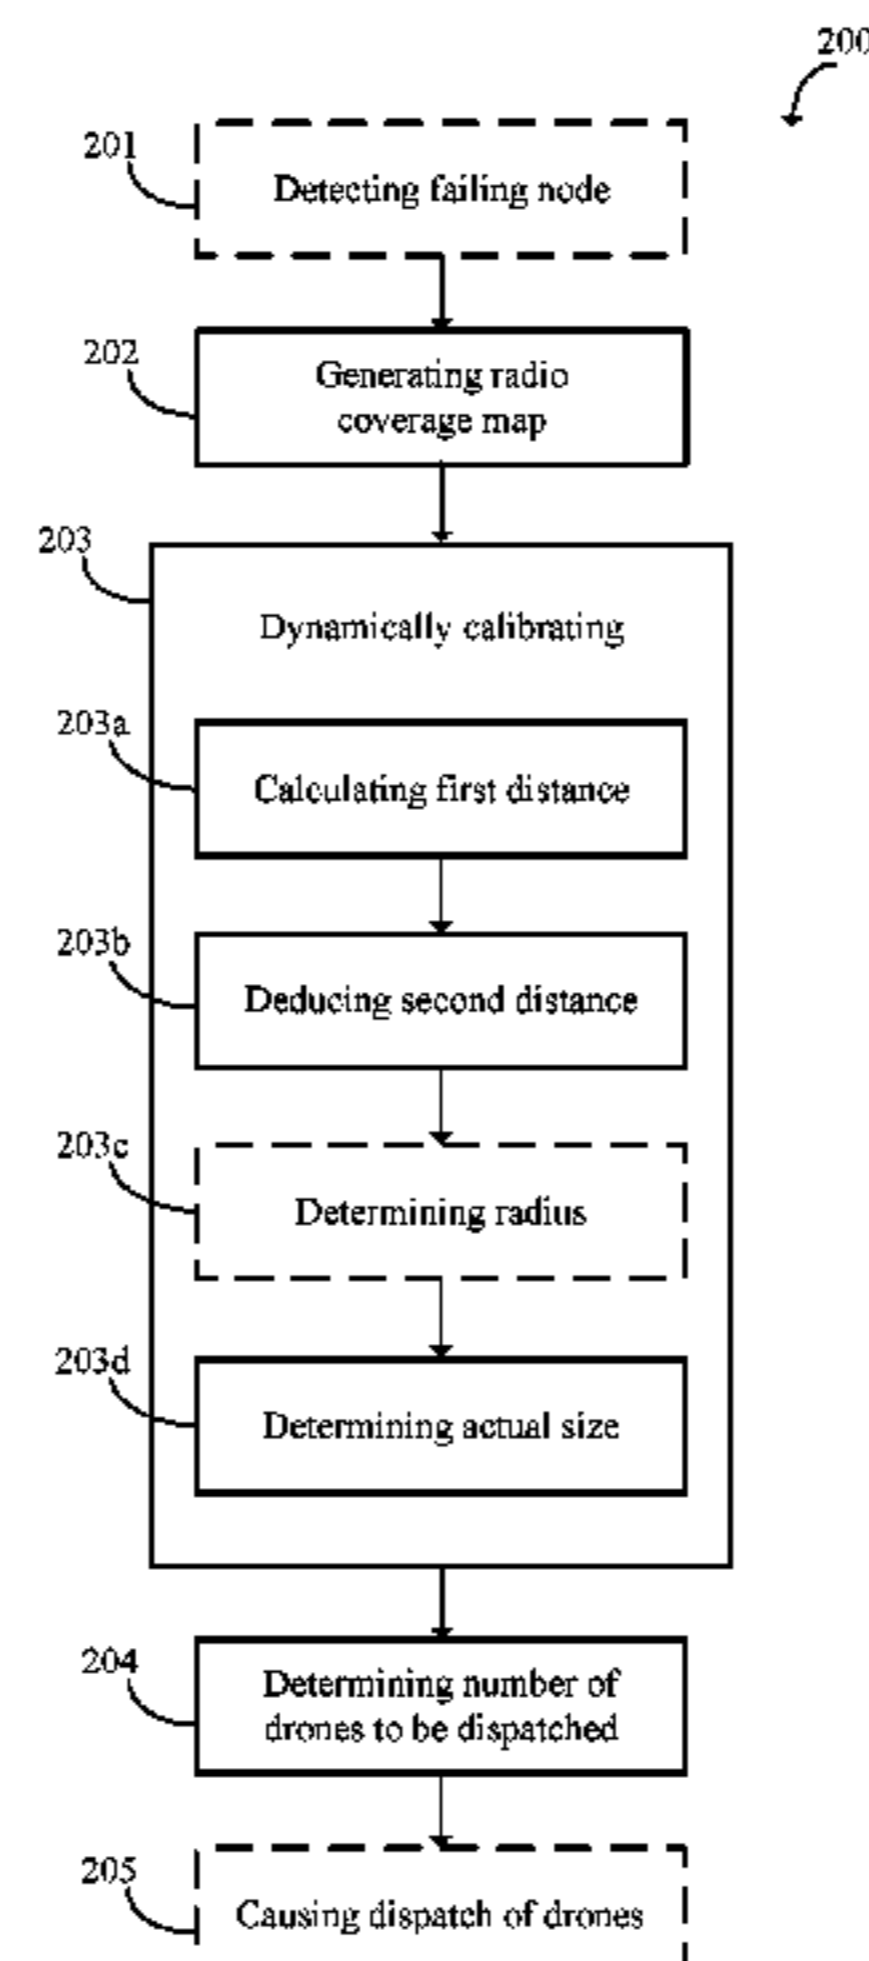 200
201
Detecting failing node
202
Generating radio
coverage map
203
Dynamically calibrating
203a
Calculating first distance
203b
Deducing second distance
203c
Determining radius
203d
Determining actual size
204
Determining number of
drones to be dispatched
205
Causing dispatch of drones